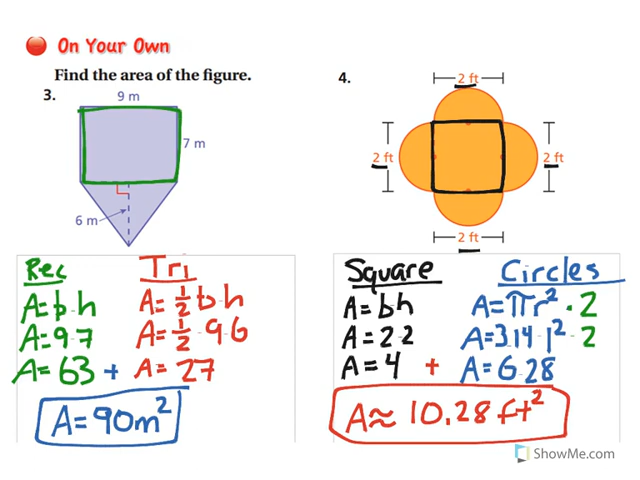 On Your Own
Find the area of the figure.
3.
9 m
7 m
6 m
4.
2 ft
2 ft
2 ft
2 ft
Rec
A=b·h
A=9·7
A=63 +
Tri
A=1/2 b·h
A=1/2·9·6
A=27
A=90m²
Square
A=bh
A=2·2
A=4 +
Circles
A=πr²·2
A=3.14·1²·2
A=6.28
A≈10.28ft²
ShowMe.com